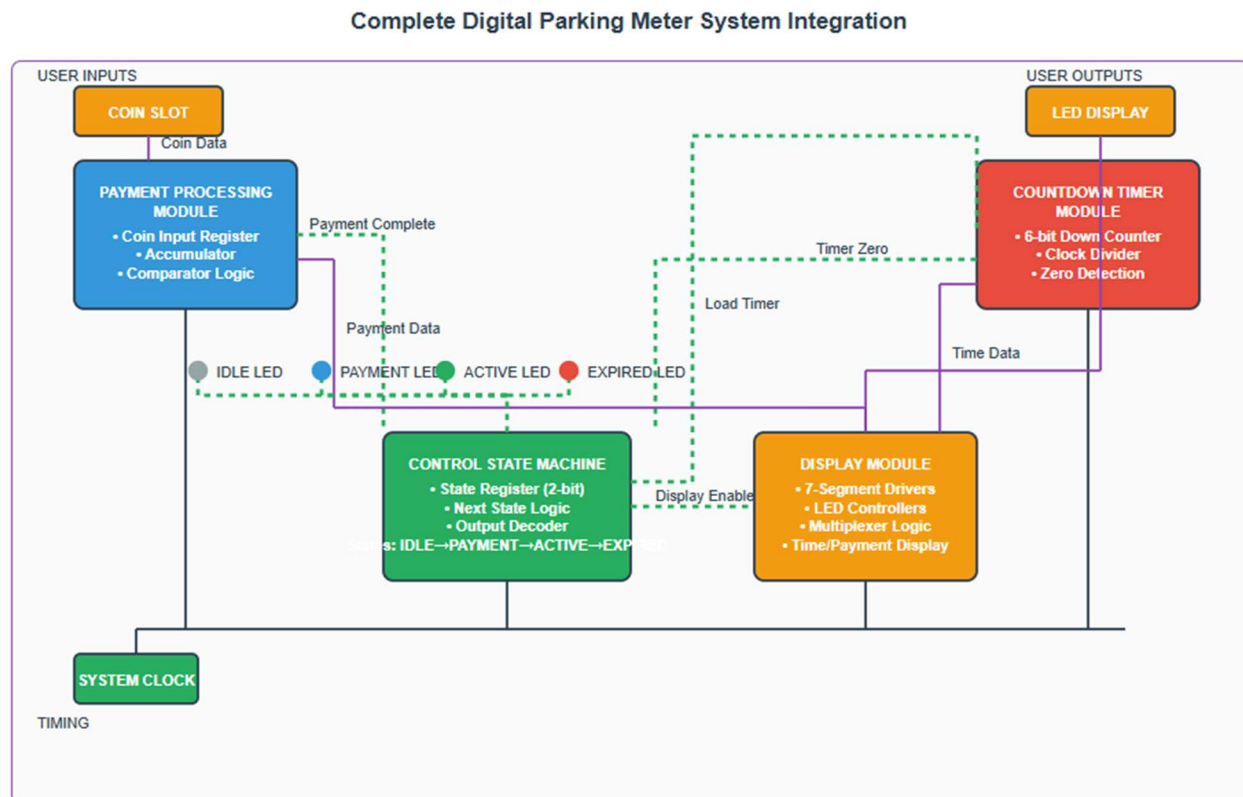 Complete Digital Parking Meter System Integration
USER INPUTS
USER OUTPUTS
COIN SLOT
LED DISPLAY
Coin Data
PAYMENT PROCESSING
MODULE
• Coin Input Register
• Accumulator
• Comparator Logic
COUNTDOWN TIMER
MODULE
• 6-bit Down Counter
• Clock Divider
• Zero Detection
Payment Complete
Timer Zero
Load Timer
Payment Data
Time Data
IDLE LED
PAYMENT LED
ACTIVE LED
EXPIRED LED
CONTROL STATE MACHINE
• State Register (2-bit)
• Next State Logic
• Output Decoder
States: IDLE→PAYMENT→ACTIVE→EXPIRED
Display Enable
DISPLAY MODULE
• 7-Segment Drivers
• LED Controllers
• Multiplexer Logic
• Time/Payment Display
SYSTEM CLOCK
TIMING